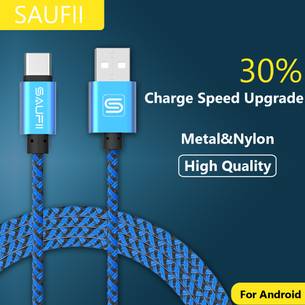 SAUFII
30%
Charge Speed Upgrade
Metal&Nylon
High Quality
SAUFII
S
For Android